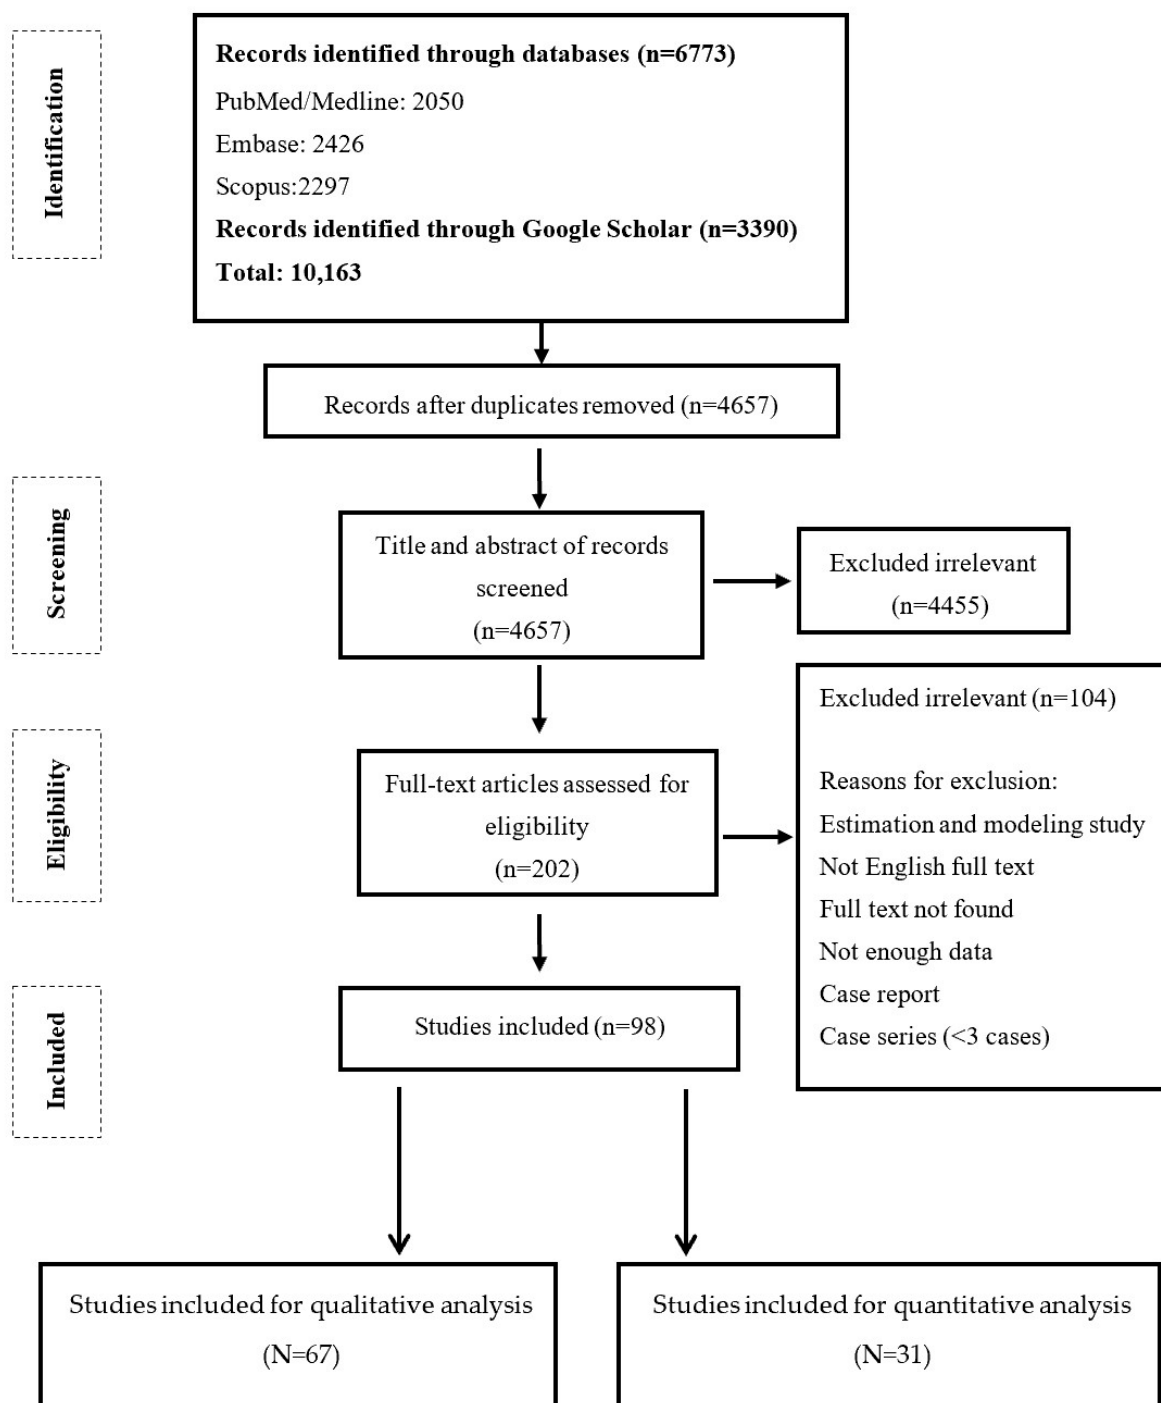 Identification
Records identified through databases (n=6773)
PubMed/Medline: 2050
Embase: 2426
Scopus:2297
Records identified through Google Scholar (n=3390)
Total: 10,163
Records after duplicates removed (n=4657)
Screening
Title and abstract of records
screened
(n=4657)
Excluded irrelevant
(n=4455)
Eligibility
Full-text articles assessed for
eligibility
(n=202)
Excluded irrelevant (n=104)
Reasons for exclusion:
Estimation and modeling study
Not English full text
Full text not found
Not enough data
Case report
Case series (<3 cases)
Included
Studies included (n=98)
Studies included for qualitative analysis
(N=67)
Studies included for quantitative analysis
(N=31)